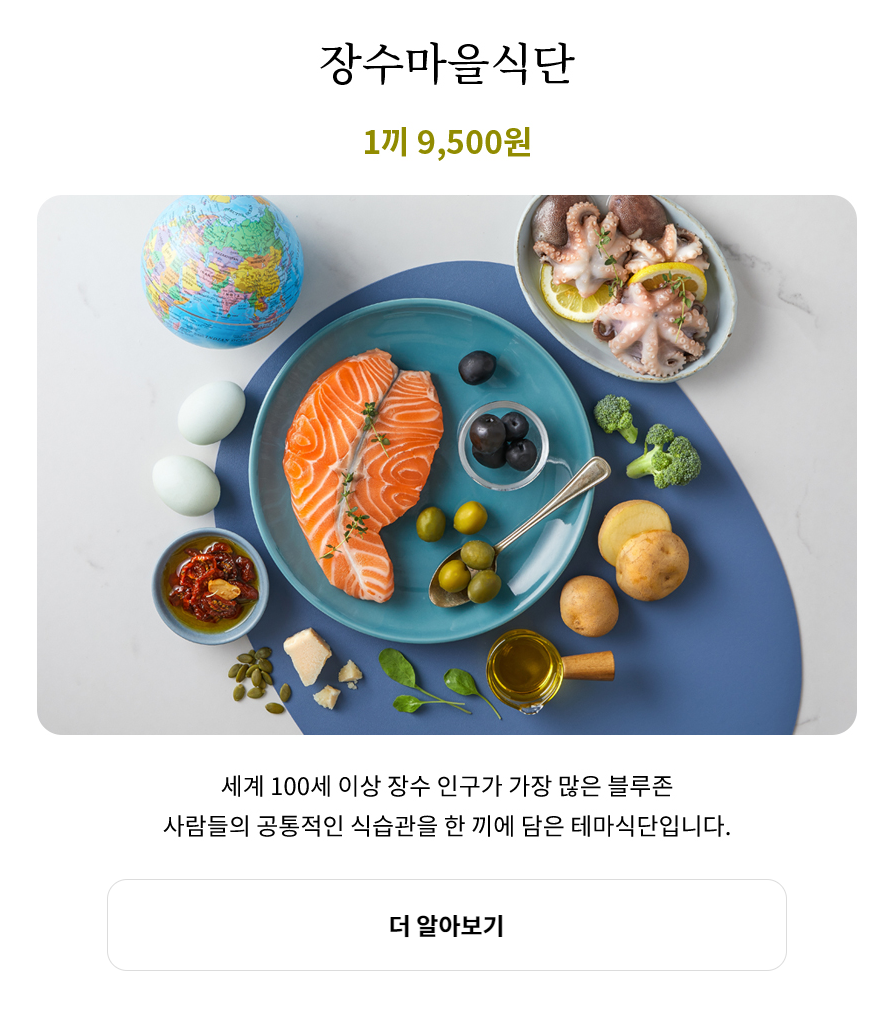 장수마을식단
1끼 9,500원
세계 100세 이상 장수 인구가 가장 많은 블루존
사람들의 공통적인 식습관을 한 끼에 담은 테마식단입니다.
더 알아보기